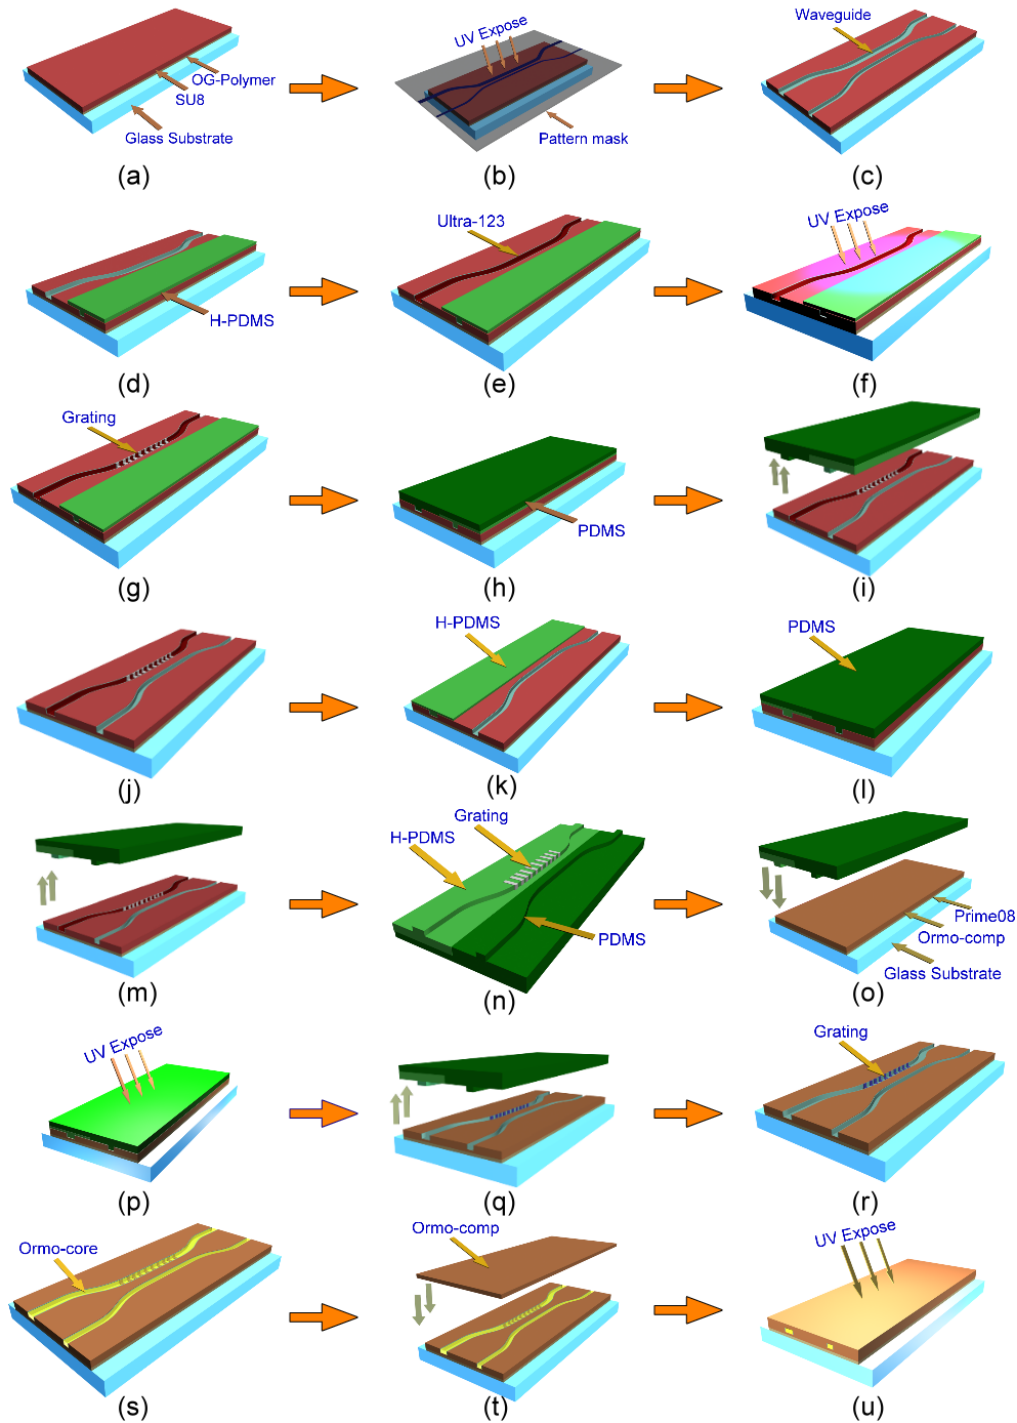 OG-Polymer
SU8
Glass Substrate
(a)
UV Expose
Pattern mask
(b)
Waveguide
(c)
H-PDMS
(d)
Ultra-123
(e)
UV Expose
(f)
Grating
(g)
PDMS
(h)
(i)
(j)
H-PDMS
(k)
PDMS
(l)
(m)
Grating
H-PDMS
PDMS
(n)
Prime08
Ormo-comp
Glass Substrate
(o)
UV Expose
(p)
(q)
Grating
(r)
Ormo-core
(s)
Ormo-comp
(t)
UV Expose
(u)